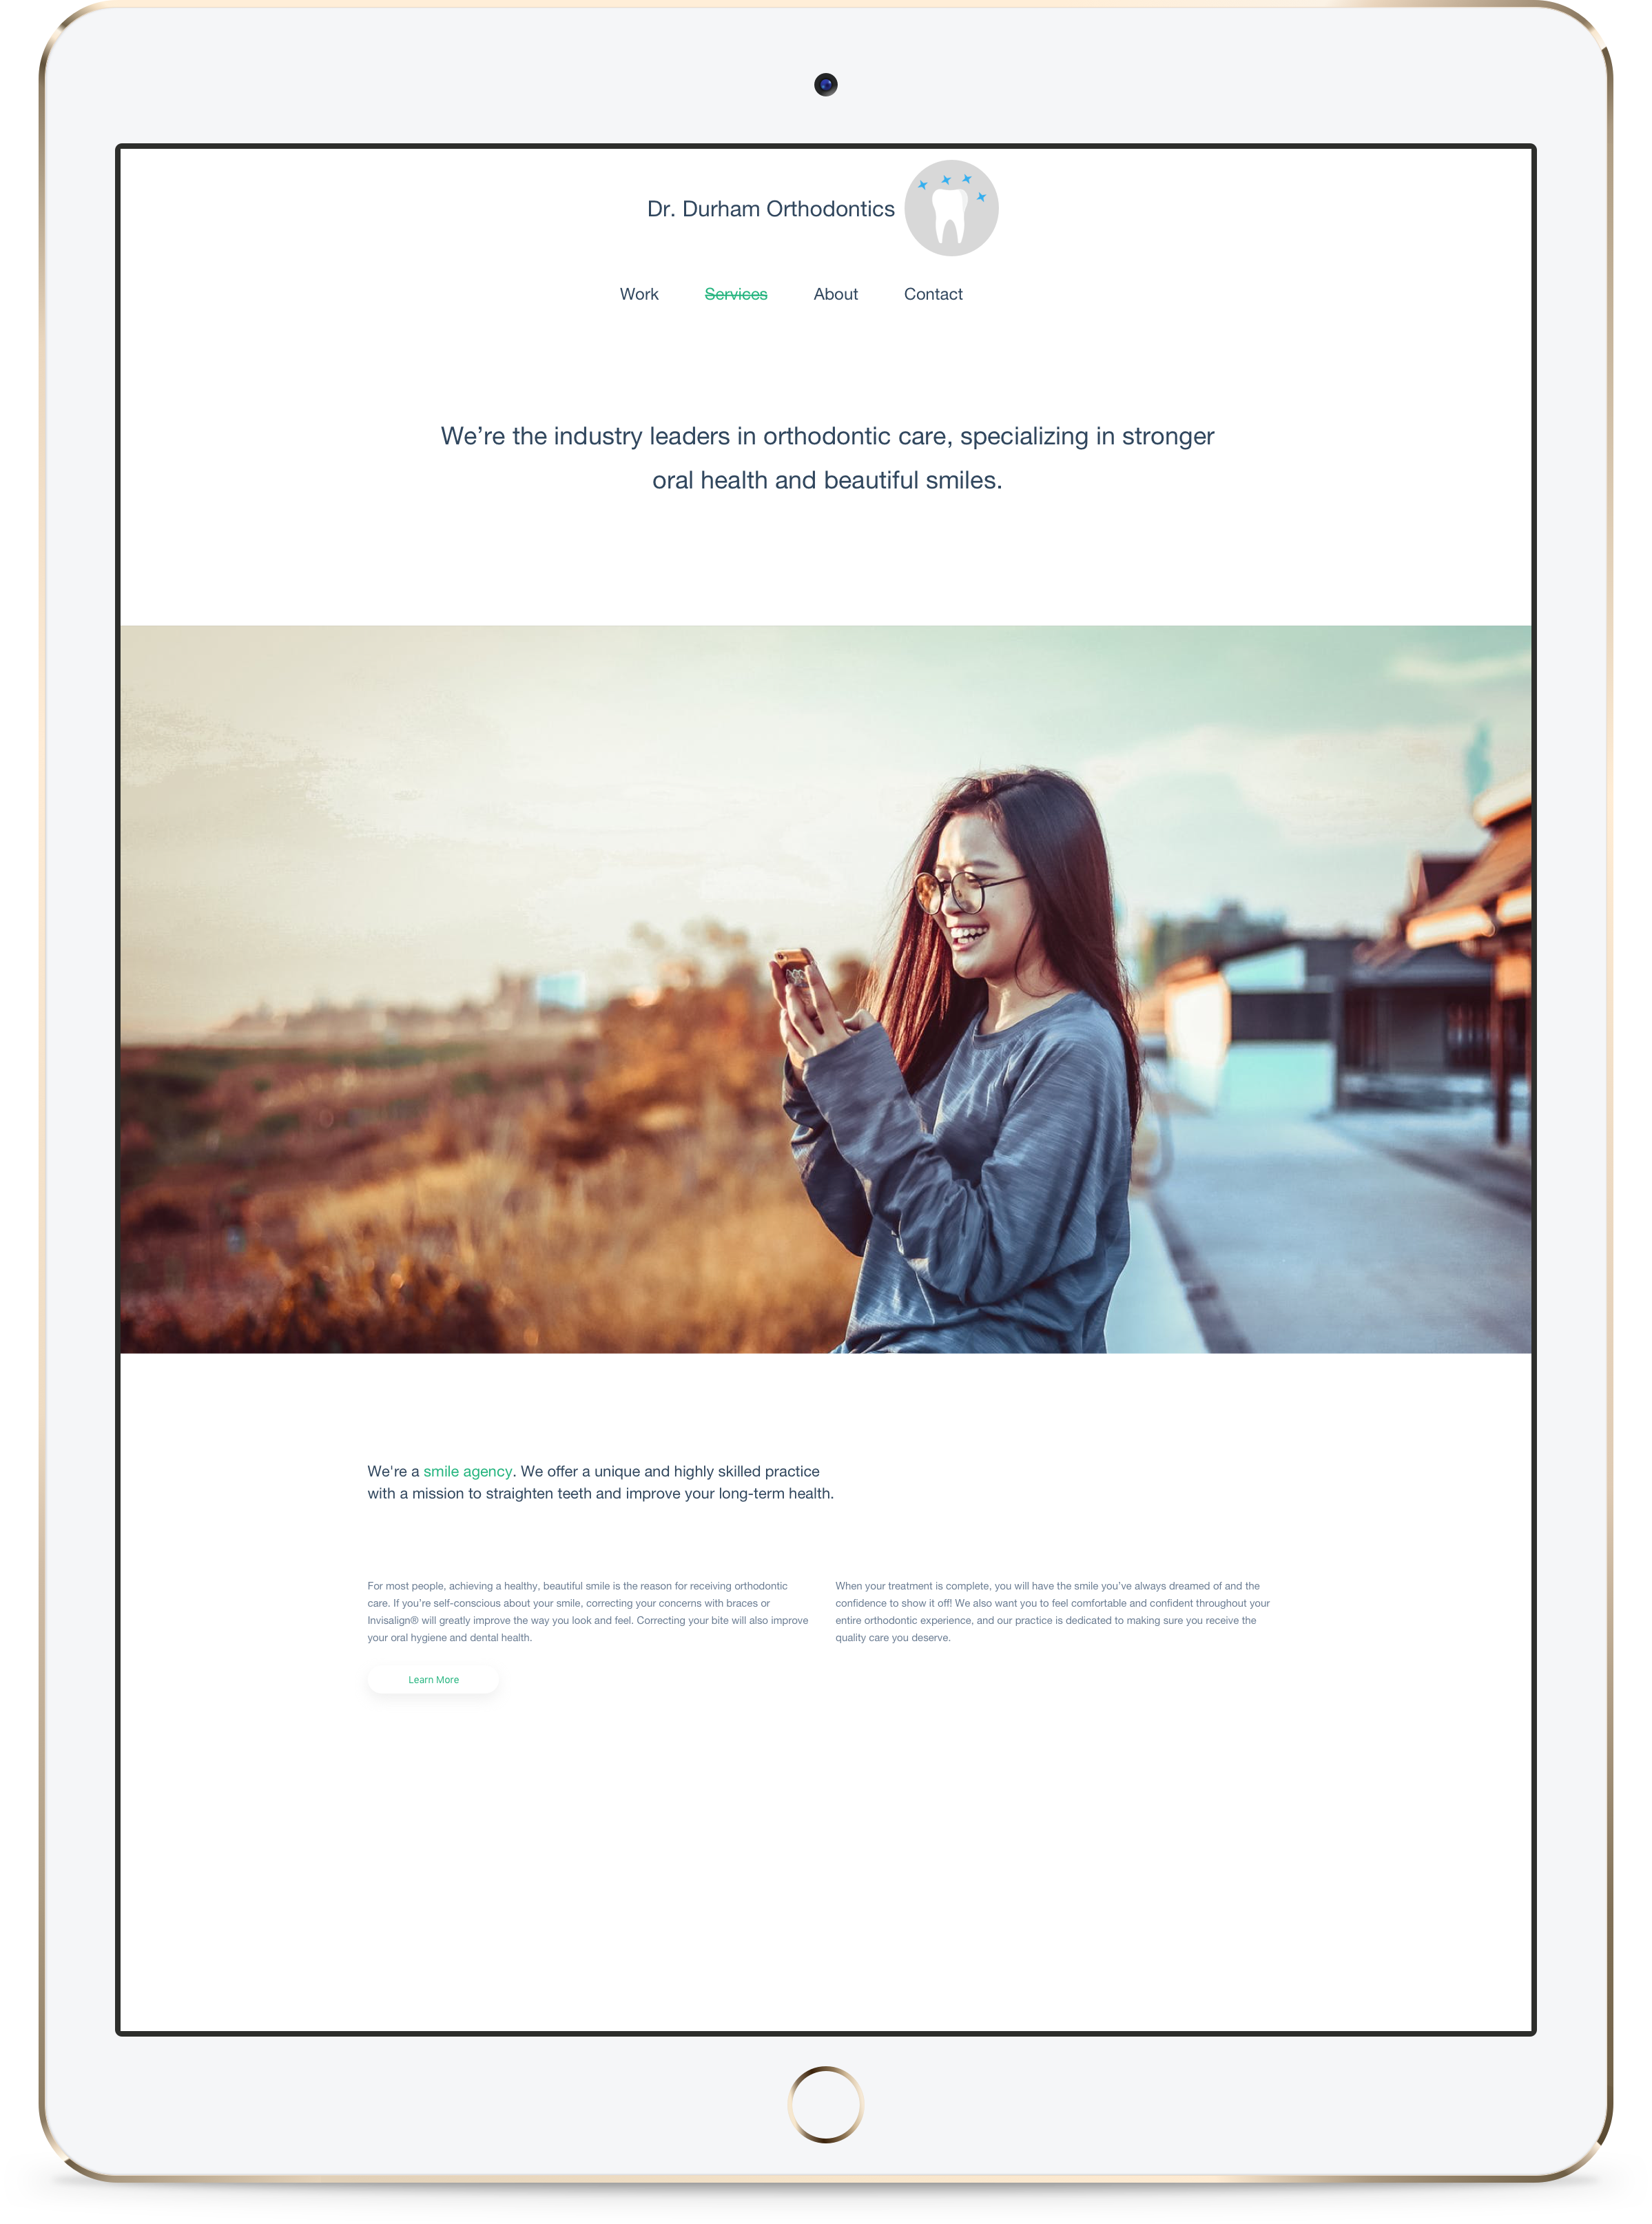 Dr. Durham Orthodontics
Work Services About Contact
We’re the industry leaders in orthodontic care, specializing in stronger
oral health and beautiful smiles.
We're a smile agency. We offer a unique and highly skilled practice
with a mission to straighten teeth and improve your long-term health.
For most people, achieving a healthy, beautiful smile is the reason for receiving orthodontic
care. If you’re self-conscious about your smile, correcting your concerns with braces or
Invisalign® will greatly improve the way you look and feel. Correcting your bite will also improve
your oral hygiene and dental health.
When your treatment is complete, you will have the smile you’ve always dreamed of and the
confidence to show it off! We also want you to feel comfortable and confident throughout your
entire orthodontic experience, and our practice is dedicated to making sure you receive the
quality care you deserve.
Learn More